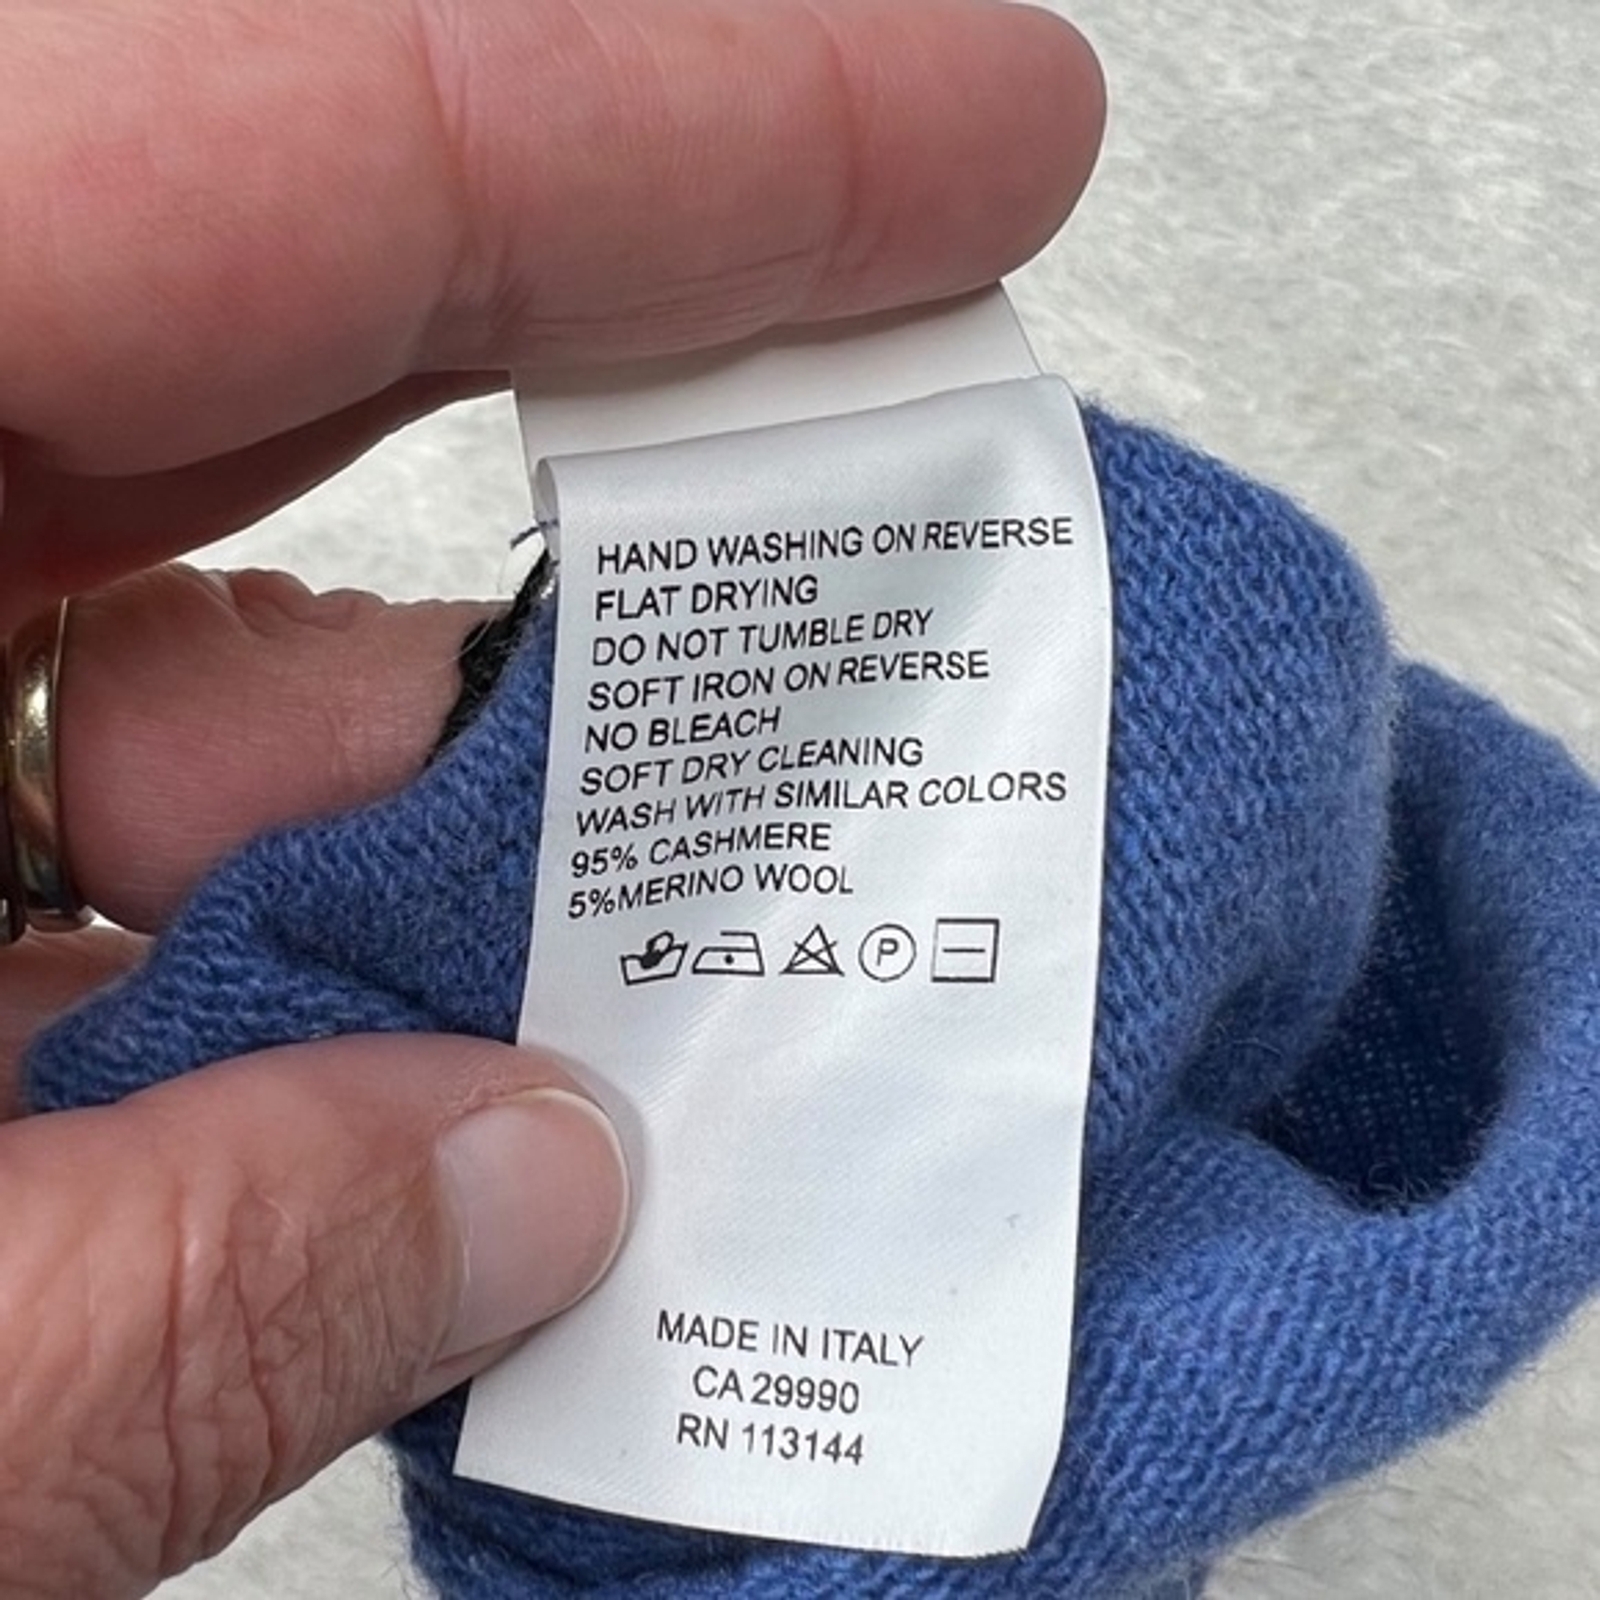 HAND WASHING ON REVERSE
FLAT DRYING
DO NOT TUMBLE DRY
SOFT IRON ON REVERSE
NO BLEACH
SOFT DRY CLEANING
WASH WITH SIMILAR COLORS
95% CASHMERE
5%MERINO WOOL
P
MADE IN ITALY
CA 29990
RN 113144